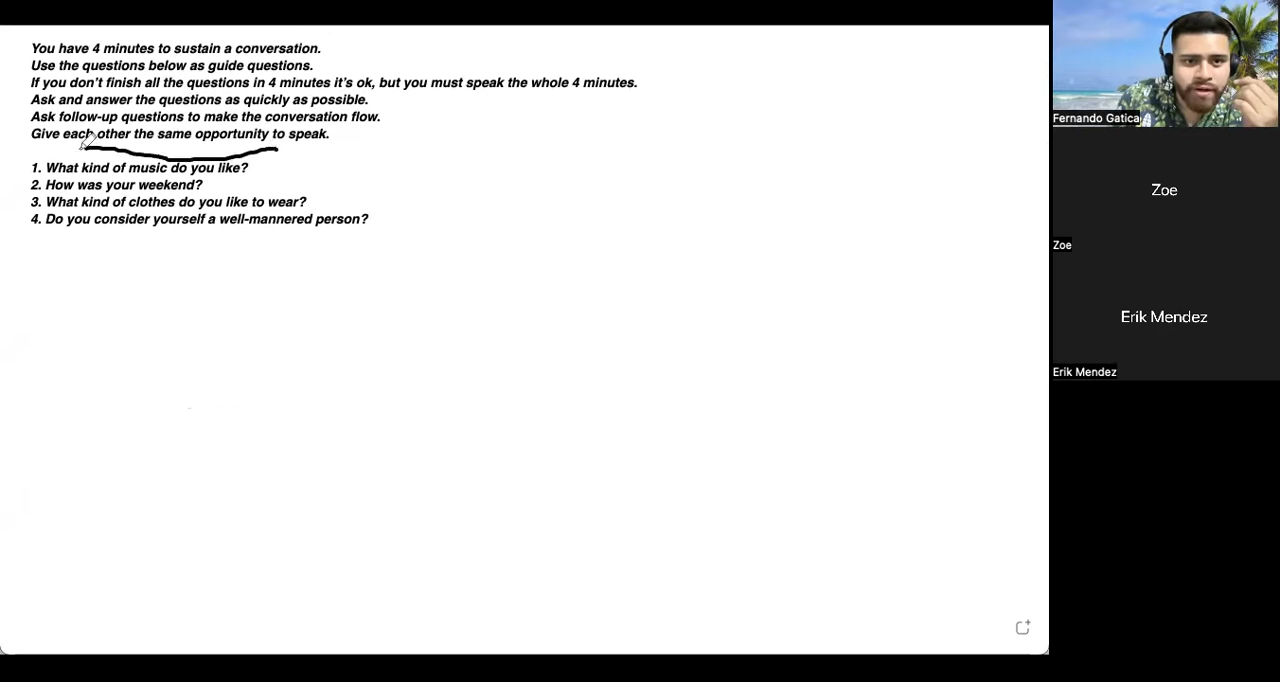 You have 4 minutes to sustain a conversation.
Use the questions below as guide questions.
If you don't finish all the questions in 4 minutes it's ok, but you must speak the whole 4 minutes.
Ask and answer the questions as quickly as possible.
Ask follow-up questions to make the conversation flow.
Give each other the same opportunity to speak.
1. What kind of music do you like?
2. How was your weekend?
3. What kind of clothes do you like to wear?
4. Do you consider yourself a well-mannered person?
Fernando Gatica
Zoe
Zoe
Erik Mendez
Erik Mendez